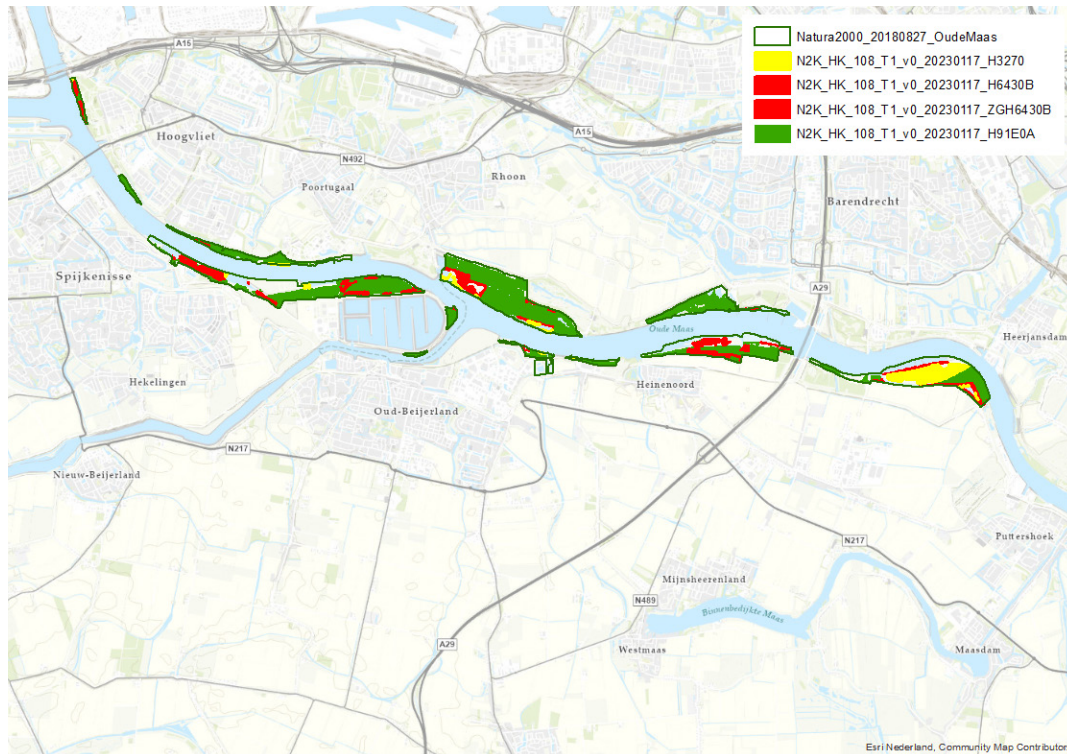 Natura2000_20180827_OudeMaas
N2K_HK_108_T1_v0_20230117_H3270
N2K_HK_108_T1_v0_20230117_H6430B
N2K_HK_108_T1_v0_20230117_ZGH6430B
N2K_HK_108_T1_v0_20230117_H91E0A
A15
Hoogvliet
A15
N492
Rhoon
Poortugaal
Barendrecht
Spijkenisse
A29
Oude Maas
Heerjansdam
Hekelingen
Heinenoord
Oud-Beijerland
N217
Nieuw-Beijerland
Puttershoek
N217
Mijnsheerenland
N489
Binnenbedijkte Maas
A29
Westmaas
Maasdam
Esri Nederland, Community Map Contributor